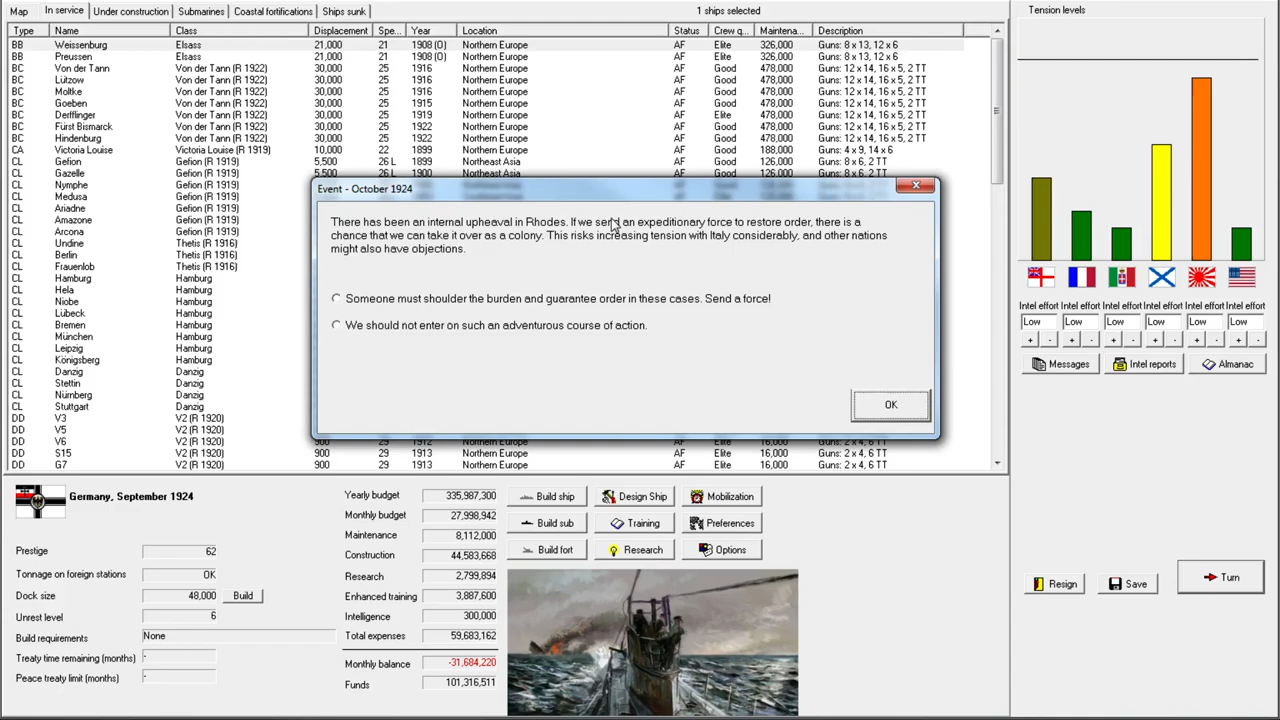 Map In service Under construction Submarines Coastal fortifications Ships sunk 1 ships selected Tension levels
Type Name Class Displacement Spe... Year Location Status Crew q... Maintena... Description
BB Weissenburg Elsass 21,000 21 1908 (O) Northern Europe AF Elite 326,000 Guns: 8 x 13, 12 x 6
BB Preussen Elsass 21,000 21 1908 (O) Northern Europe AF Elite 326,000 Guns: 8 x 13, 12 x 6
BC Von der Tann Von der Tann (R 1922) 30,000 25 1916 Northern Europe AF Good 478,000 Guns: 12 x 14, 16 x 5, 2 TT
BC Lützow Von der Tann (R 1922) 30,000 25 1916 Northern Europe AF Good 478,000 Guns: 12 x 14, 16 x 5, 2 TT
BC Moltke Von der Tann (R 1922) 30,000 25 1916 Northern Europe AF Good 478,000 Guns: 12 x 14, 16 x 5, 2 TT
BC Goeben Von der Tann (R 1922) 30,000 25 1915 Northern Europe AF Good 478,000 Guns: 12 x 14, 16 x 5, 2 TT
BC Derfflinger Von der Tann (R 1922) 30,000 25 1919 Northern Europe AF Elite 478,000 Guns: 12 x 14, 16 x 5, 2 TT
BC Fürst Bismarck Von der Tann (R 1922) 30,000 25 1922 Northern Europe AF Good 478,000 Guns: 12 x 14, 16 x 5, 2 TT
BC Hindenburg Von der Tann (R 1922) 30,000 25 1922 Northern Europe AF Good 478,000 Guns: 12 x 14, 16 x 5, 2 TT
CA Victoria Louise Victoria Louise (R 1919) 10,000 22 1899 Northern Europe AF Good 188,000 Guns: 4 x 9, 14 x 6
CL Gefion Gefion (R 1919) 5,500 26 L 1899 Northeast Asia AF Good 126,000 Guns: 8 x 6, 2 TT
CL Gazelle Gefion (R 1919) 5,500 26 L 1900 Northeast Asia AF Good 126,000 Guns: 8 x 6, 2 TT
CL Nymphe Gefion (R 1919)
CL Medusa Gefion (R 1919)
CL Ariadne Gefion (R 1919)
CL Amazone Gefion (R 1919)
CL Arcona Gefion (R 1919)
CL Undine Thetis (R 1916)
CL Berlin Thetis (R 1916)
CL Frauenlob Thetis (R 1916)
CL Hamburg Hamburg
CL Hela Hamburg
CL Niobe Hamburg
CL Lübeck Hamburg
CL Bremen Hamburg
CL München Hamburg
CL Leipzig Hamburg
CL Königsberg Hamburg
CL Danzig Danzig
CL Stettin Danzig
CL Nürnberg Danzig
CL Stuttgart Danzig
DD V3 V2 (R 1920)
DD V5 V2 (R 1920)
DD V6 V2 (R 1920) 900 29 1912 Northern Europe AF Elite 16,000 Guns: 2 x 4, 6 TT
DD S15 V2 (R 1920) 900 29 1913 Northern Europe AF Elite 16,000 Guns: 2 x 4, 6 TT
DD G7 V2 (R 1920) 900 29 1913 Northern Europe AF Elite 16,000 Guns: 2 x 4, 6 TT
Event - October 1924
There has been an internal upheaval in Rhodes. If we send an expeditionary force to restore order, there is a
chance that we can take it over as a colony. This risks increasing tension with Italy considerably, and other nations
might also have objections.
Someone must shoulder the burden and guarantee order in these cases. Send a force!
We should not enter on such an adventurous course of action.
OK
Intel effort Intel effort Intel effort Intel effort Intel effort Intel effort
Low Low Low Low Low Low
+ - + - + - + - + - + -
Messages Intel reports Almanac
Germany, September 1924
Prestige 62
Tonnage on foreign stations OK
Dock size 48,000 Build
Unrest level 6
Build requirements None
Treaty time remaining (months) -
Peace treaty limit (months) -
Yearly budget 335,987,300
Monthly budget 27,998,942
Maintenance 8,112,000
Construction 44,583,668
Research 2,799,894
Enhanced training 3,887,600
Intelligence 300,000
Total expenses 59,683,162
Monthly balance -31,684,220
Funds 101,316,511
Build ship Design Ship Mobilization
Build sub Training Preferences
Build fort Research Options
Resign Save Turn